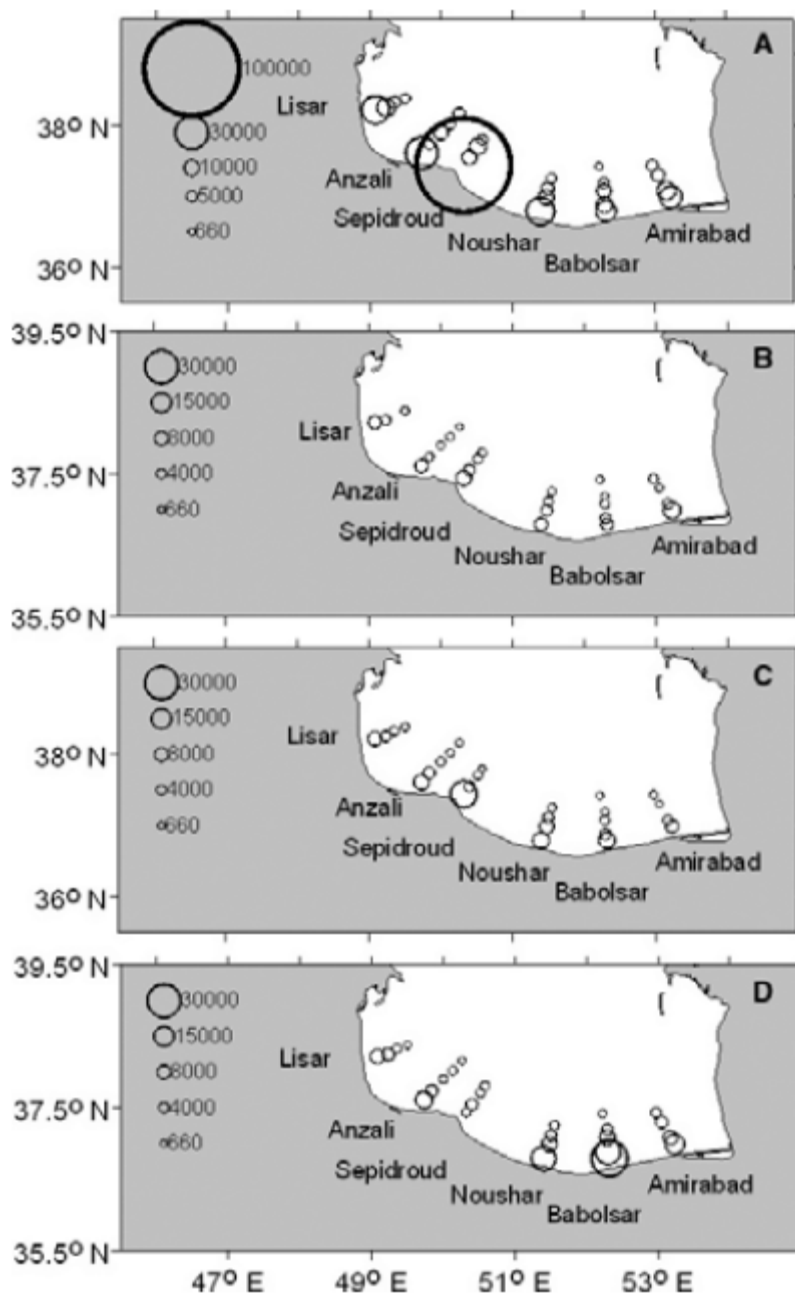 A
100000
30000
10000
5000
660
38° N
36° N
Lisar
Anzali
Sepidroud
Noushar
Babolsar
Amirabad
B
39.5° N
30000
15000
8000
4000
660
37.5° N
35.5° N
Lisar
Anzali
Sepidroud
Noushar
Babolsar
Amirabad
C
30000
15000
8000
4000
660
38° N
36° N
Lisar
Anzali
Sepidroud
Noushar
Babolsar
Amirabad
D
39.5° N
30000
15000
8000
4000
660
37.5° N
35.5° N
Lisar
Anzali
Sepidroud
Noushar
Babolsar
Amirabad
47° E 49° E 51° E 53° E